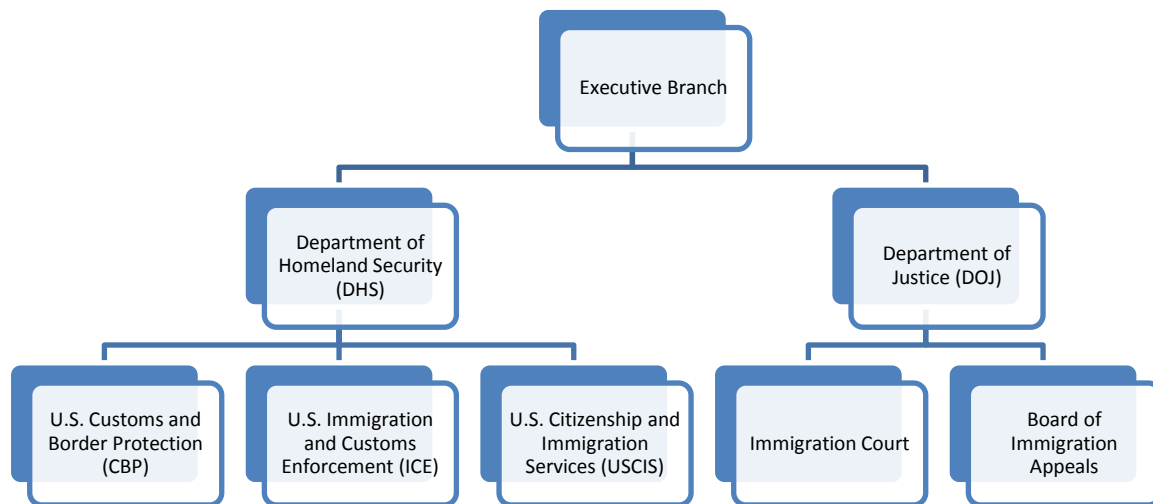 Executive Branch
Department of
Homeland Security
(DHS)
Department of
Justice (DOJ)
U.S. Customs and
Border Protection
(CBP)
U.S. Immigration
and Customs
Enforcement (ICE)
U.S. Citizenship and
Immigration
Services (USCIS)
Immigration Court
Board of
Immigration
Appeals